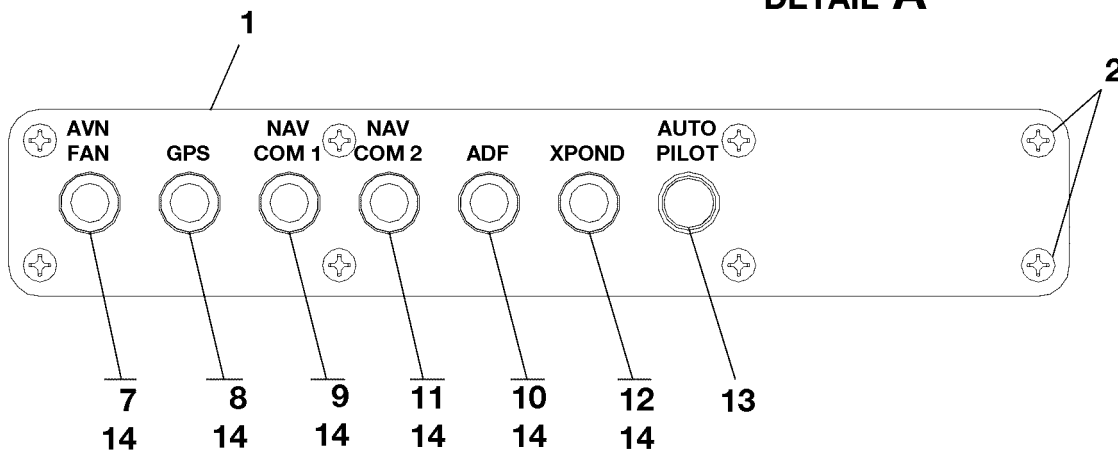 DETAIL A
1
2
AVN FAN
GPS
NAV COM 1
NAV COM 2
ADF
XPOND
AUTO PILOT
7 8 9 11 10 12 13
14 14 14 14 14 14